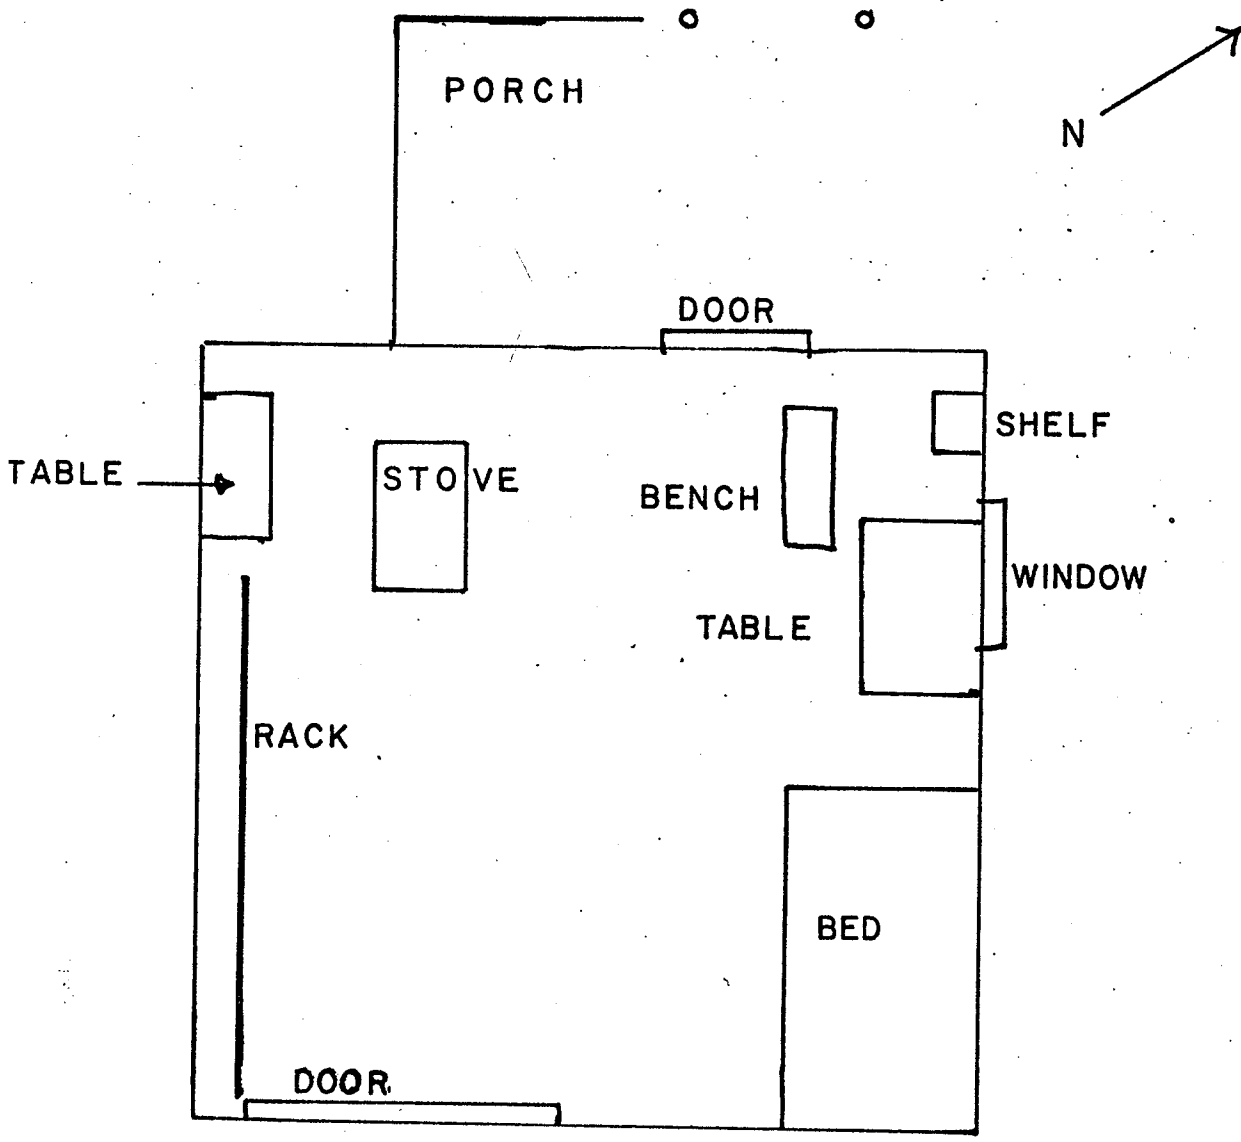 PORCH
N
DOOR
SHELF
TABLE
STOVE
BENCH
WINDOW
TABLE
RACK
BED
DOOR